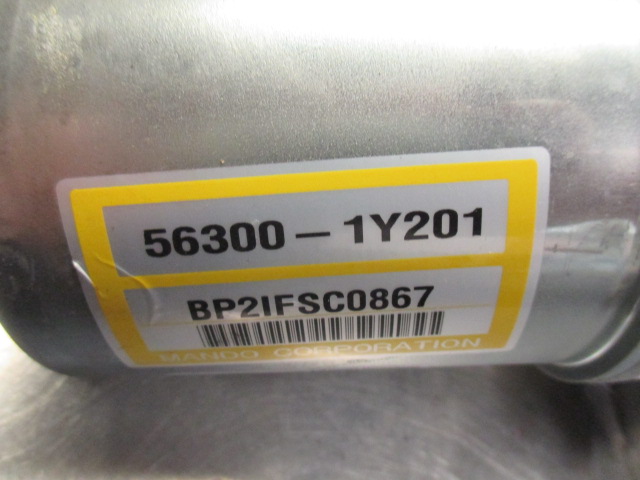 56300-1Y201
BP2IFSC0867
MANDO CORPORATION